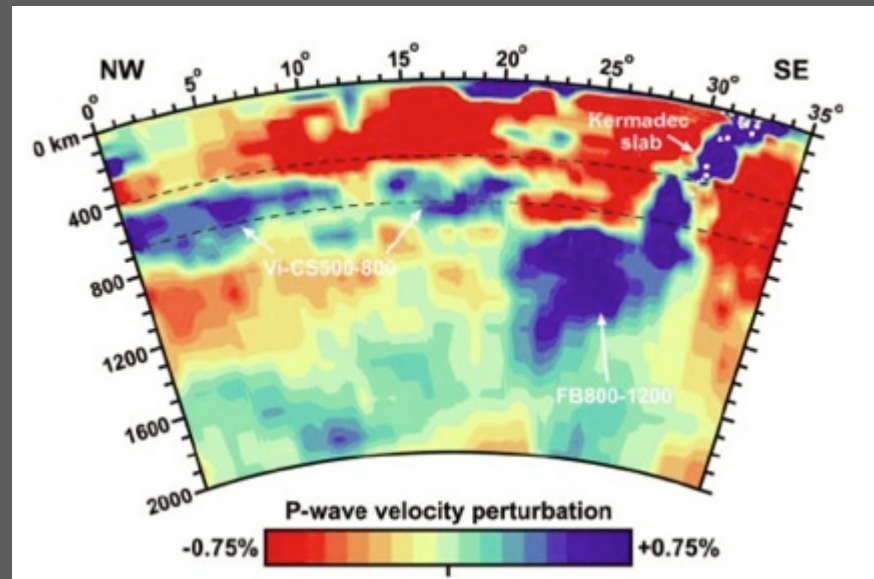 NW
SE
0°
5°
10°
15°
20°
25°
30°
35°
0 km
400
800
1200
1600
2000
Kermadec
slab
Vi-CS500-800
FB800-1200
P-wave velocity perturbation
-0.75%
+0.75%